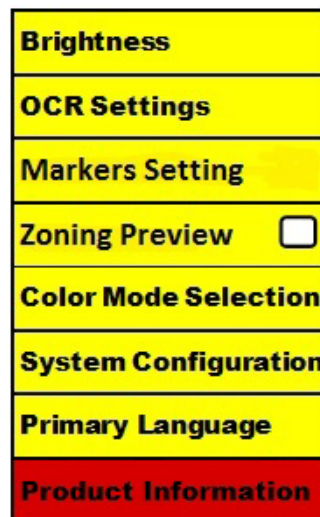 Brightness
OCR Settings
Markers Setting
Zoning Preview
Color Mode Selection
System Configuration
Primary Language
Product Information